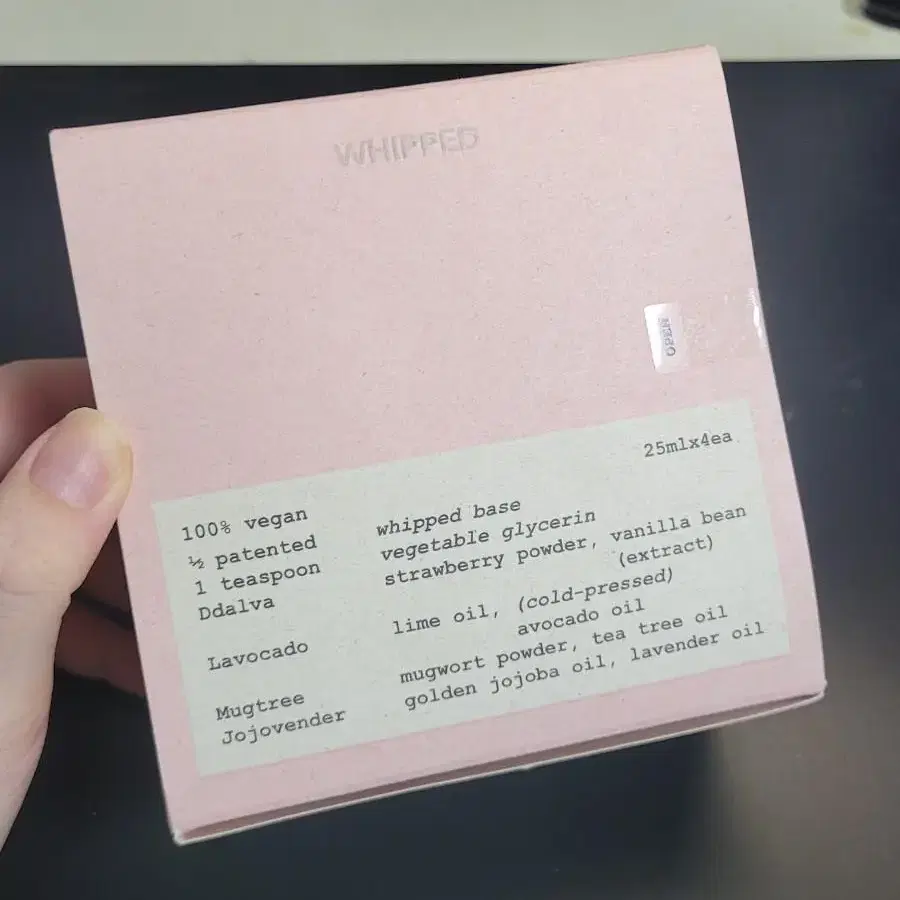 WHIPPED
25mlx4ea
100% vegan whipped base
½ patented vegetable glycerin
1 teaspoon strawberry powder, vanilla bean
Ddalva (extract)
lime oil, (cold-pressed)
Lavocado avocado oil
mugwort powder, tea tree oil
Mugtree golden jojoba oil, lavender oil
Jojovender